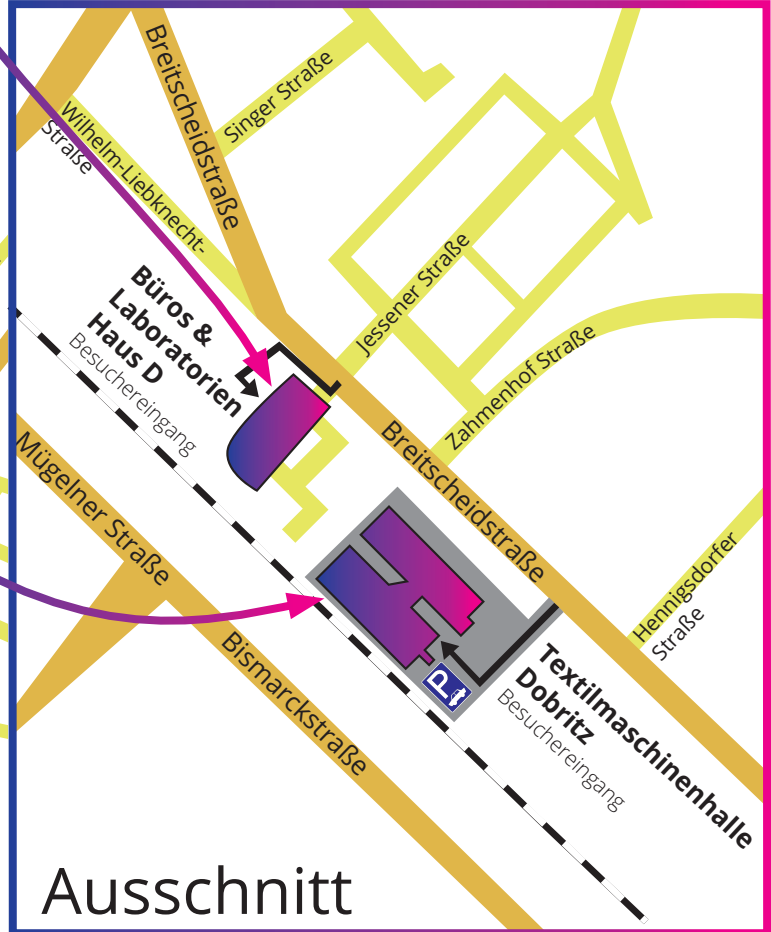 Breitscheidstraße
Singer Straße
Wilhelm-Liebknecht-
Straße
Jessener Straße
Büros &
Laboratorien
Haus D
Besuchereingang
Zahmenhof Straße
Breitscheidstraße
Mügelner Straße
Hennigsdorfer
Straße
Bismarckstraße
P
Textilmaschinenhalle
Dobritz
Besuchereingang
Ausschnitt